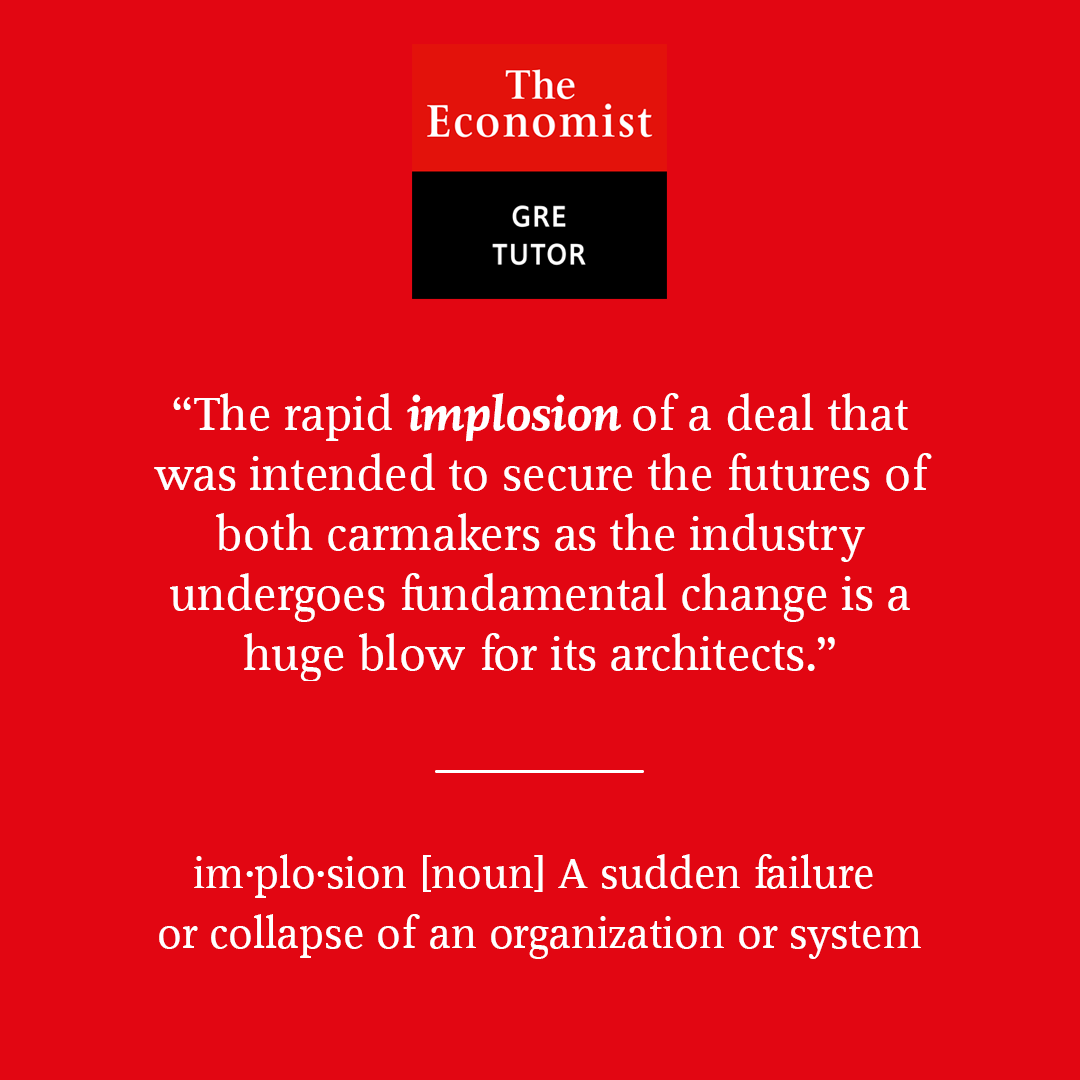 The
Economist
GRE
TUTOR
“The rapid implosion of a deal that
was intended to secure the futures of
both carmakers as the industry
undergoes fundamental change is a
huge blow for its architects.”
im·plo·sion [noun] A sudden failure
or collapse of an organization or system